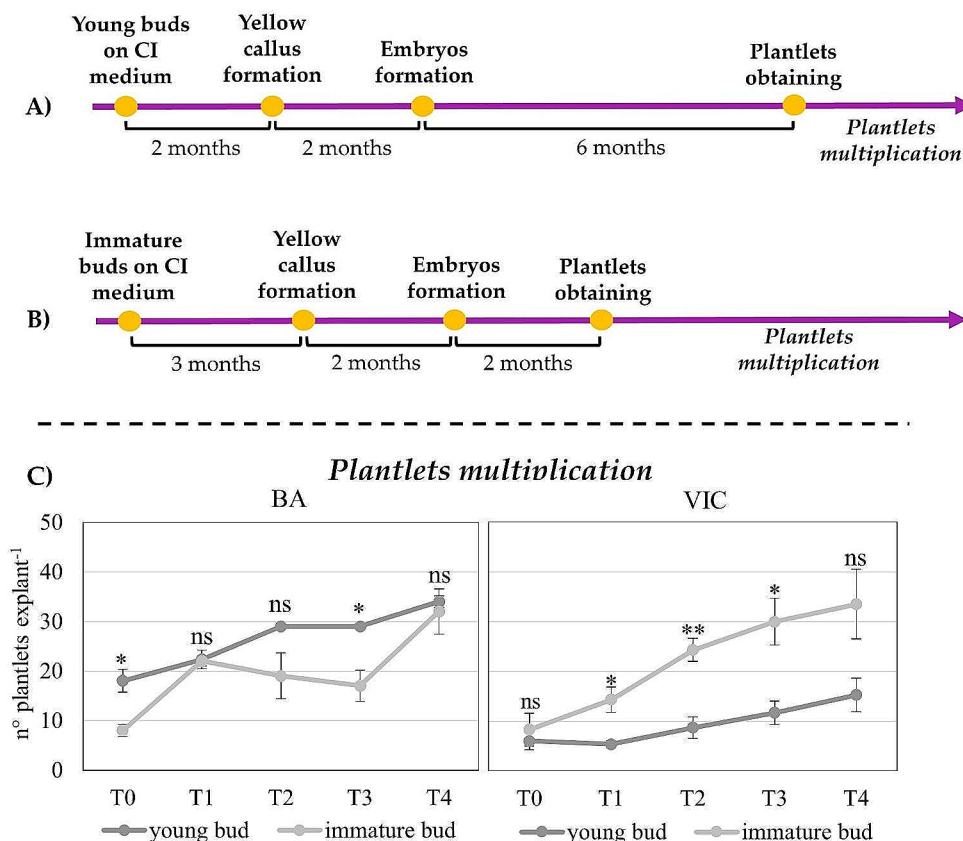 Young buds
on CI
medium
Yellow
callus
formation
Embryos
formation
Plantlets
obtaining
A)
2 months
2 months
6 months
Plantlets
multiplication
Immature
buds on CI
medium
Yellow
callus
formation
Embryos
formation
Plantlets
obtaining
B)
3 months
2 months
2 months
Plantlets
multiplication
C)
Plantlets multiplication
BA
VIC
n° plantlets explant⁻¹
50
40
30
20
10
0
*
ns
ns
*
ns
ns
*
**
*
ns
T0 T1 T2 T3 T4
T0 T1 T2 T3 T4
young bud immature bud
young bud immature bud